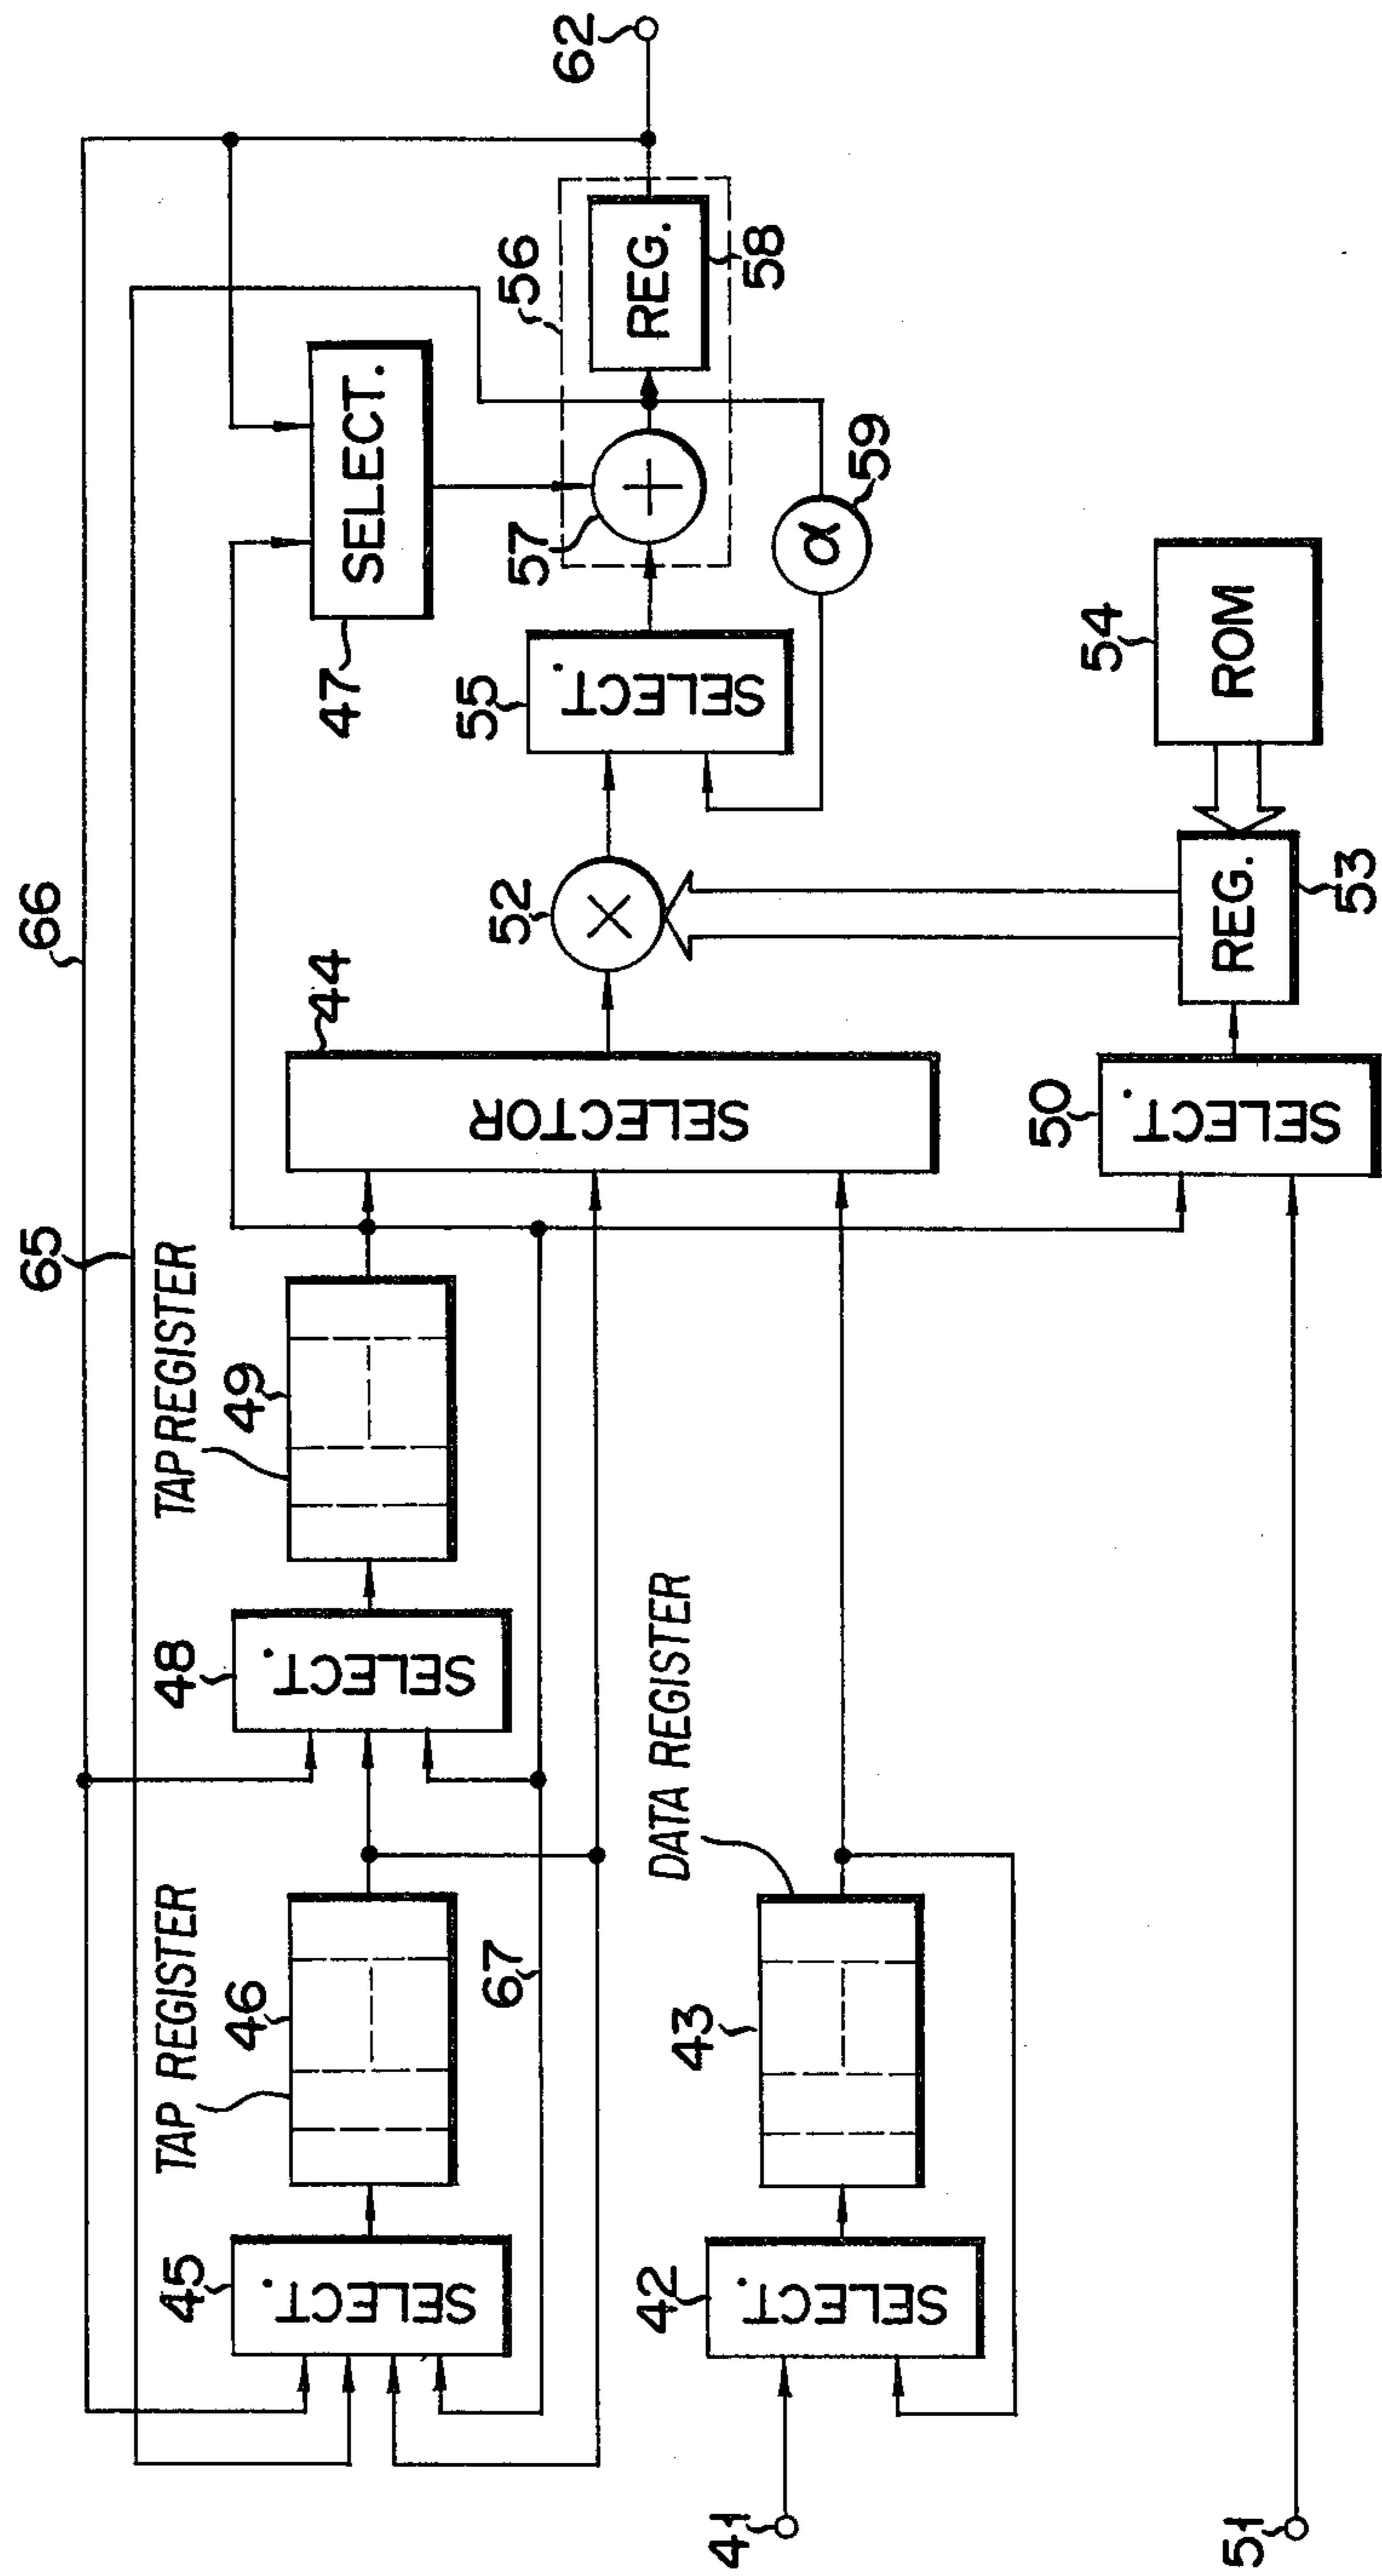 66
65
62
TAP REGISTER
TAP REGISTER
46
49
44
47
SELECT.
56
REG.
58
45
SELECT.
48
SELECT.
SELECTOR
57
67
52
55
SELECT.
59
α
DATA REGISTER
43
42
SELECT.
41
50
SELECT.
REG.
53
54
ROM
51